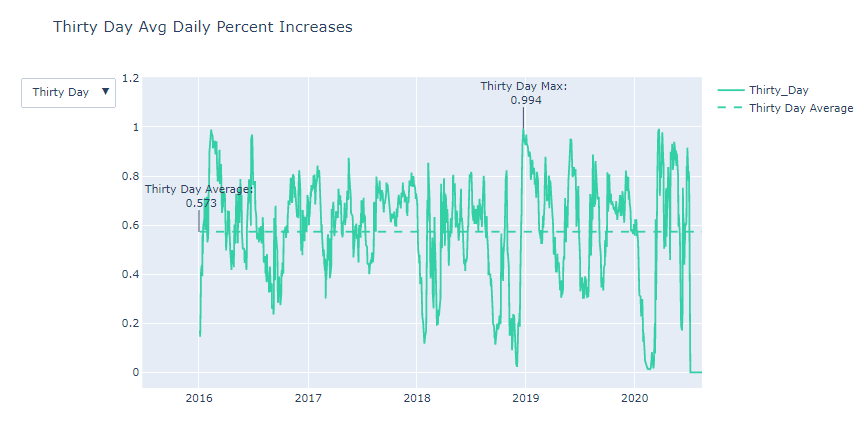 Thirty Day Avg Daily Percent Increases
Thirty Day ▼
Thirty_Day
Thirty Day Average
Thirty Day Max:
0.994
Thirty Day Average:
0.573
1.2
1
0.8
0.6
0.4
0.2
0
2016
2017
2018
2019
2020